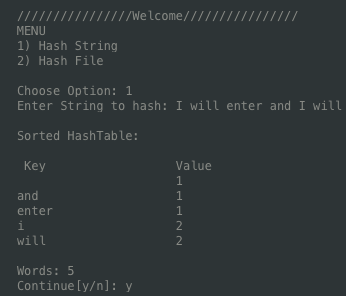 ////////////////Welcome////////////////
MENU
1) Hash String
2) Hash File
Choose Option: 1
Enter String to hash: I will enter and I will
Sorted HashTable:
Key Value
1
and 1
enter 1
i 2
will 2
Words: 5
Continue[y/n]: y